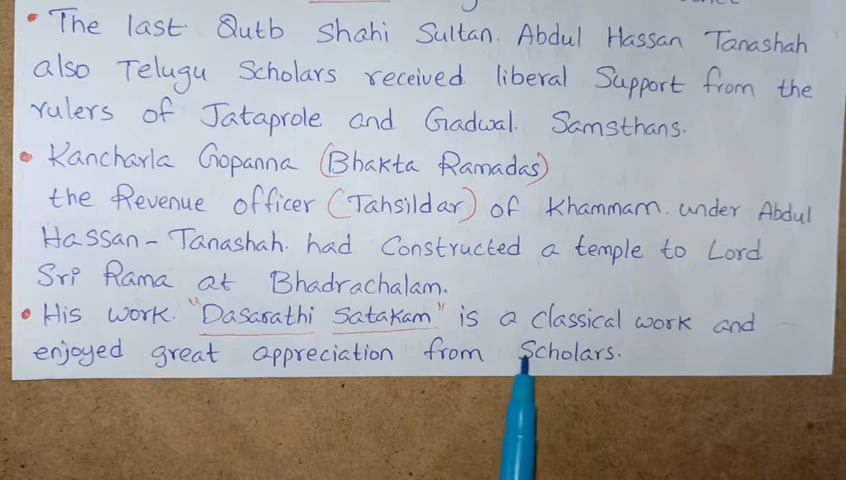 • The last Qutb Shahi Sultan. Abdul Hassan Tanashah
also Telugu Scholars received liberal Support from the
rulers of Jataprole and Gadwal. Samsthans.
• Kancharla Gopanna (Bhakta Ramadas)
the Revenue officer (Tahsildar) of Khammam. under Abdul
Hassan-Tanashah. had Constructed a temple to Lord
Sri Rama at Bhadrachalam.
• His work. "Dasarathi Satakam" is a classical work and
enjoyed great appreciation from Scholars.